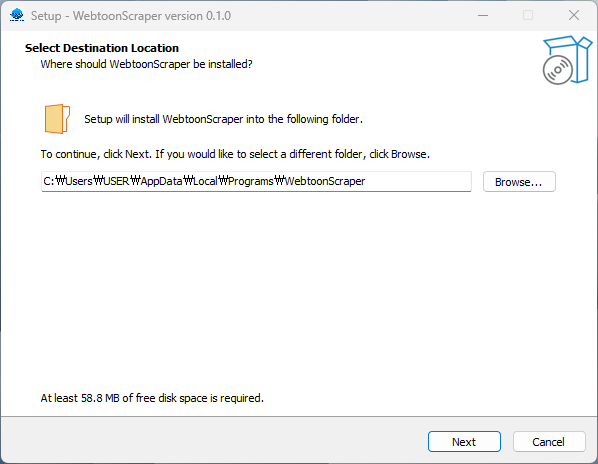 Setup - WebtoonScraper version 0.1.0
Select Destination Location
Where should WebtoonScraper be installed?
Setup will install WebtoonScraper into the following folder.
To continue, click Next. If you would like to select a different folder, click Browse.
C:₩Users₩USER₩AppData₩Local₩Programs₩WebtoonScraper
Browse...
At least 58.8 MB of free disk space is required.
Next
Cancel